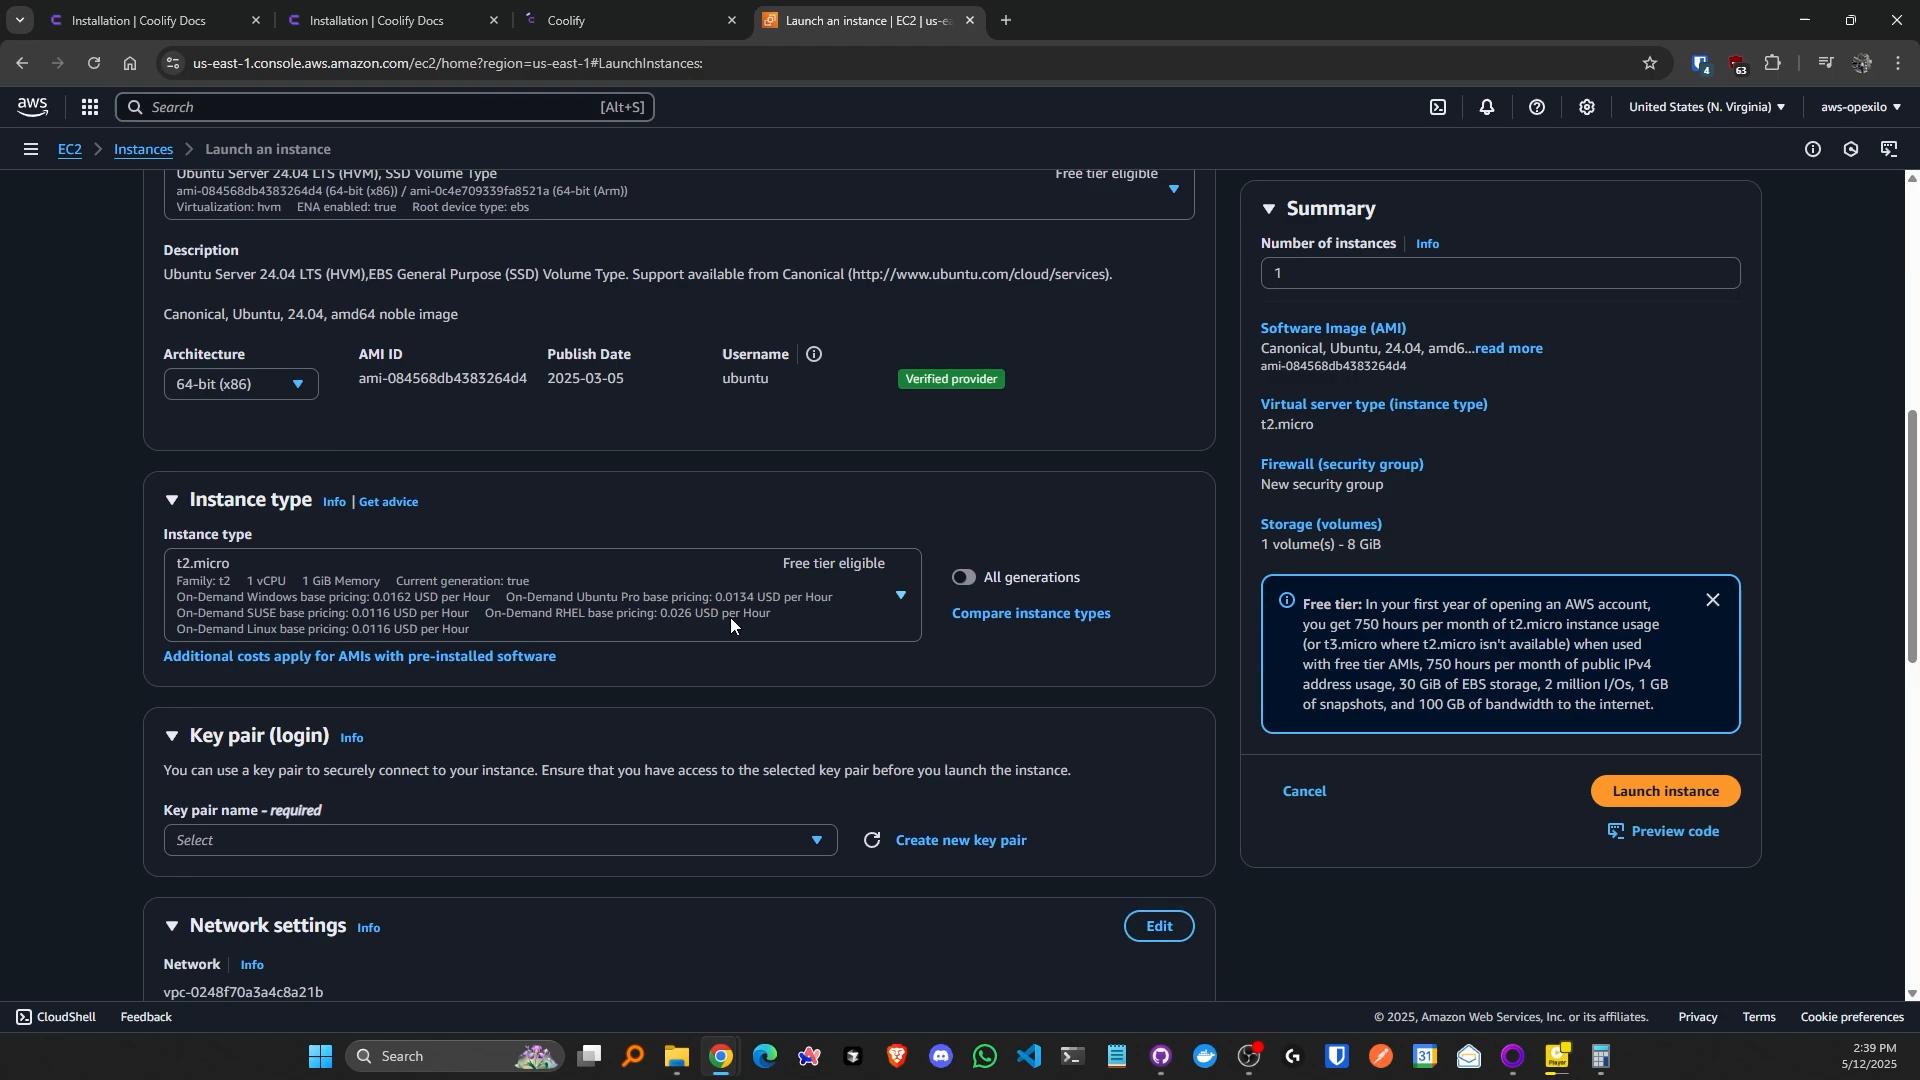 Installation | Coolify Docs
Installation | Coolify Docs
Coolify
Launch an instance | EC2 | us-ea
us-east-1.console.aws.amazon.com/ec2/home?region=us-east-1#LaunchInstances:
4
63
aws
Search
[Alt+S]
United States (N. Virginia)
aws-opexilo
EC2
Instances
Launch an instance
Ubuntu Server 24.04 LTS (HVM), SSD Volume Type
Free tier eligible
ami-084568db4383264d4 (64-bit (x86)) / ami-0c4e709339fa8521a (64-bit (Arm))
Virtualization: hvm ENA enabled: true Root device type: ebs
Description
Ubuntu Server 24.04 LTS (HVM),EBS General Purpose (SSD) Volume Type. Support available from Canonical (http://www.ubuntu.com/cloud/services).
Canonical, Ubuntu, 24.04, amd64 noble image
Architecture
AMI ID
Publish Date
Username
64-bit (x86)
ami-084568db4383264d4
2025-03-05
ubuntu
Verified provider
Instance type
Info | Get advice
Instance type
t2.micro
Free tier eligible
Family: t2 1 vCPU 1 GiB Memory Current generation: true
On-Demand Windows base pricing: 0.0162 USD per Hour On-Demand Ubuntu Pro base pricing: 0.0134 USD per Hour
On-Demand SUSE base pricing: 0.0116 USD per Hour On-Demand RHEL base pricing: 0.026 USD per Hour
On-Demand Linux base pricing: 0.0116 USD per Hour
All generations
Compare instance types
Additional costs apply for AMIs with pre-installed software
Key pair (login)
Info
You can use a key pair to securely connect to your instance. Ensure that you have access to the selected key pair before you launch the instance.
Key pair name - required
Select
Create new key pair
Network settings
Info
Edit
Network
Info
vpc-0248f70a3a4c8a21b
Summary
Number of instances
Info
1
Software Image (AMI)
Canonical, Ubuntu, 24.04, amd6...read more
ami-084568db4383264d4
Virtual server type (instance type)
t2.micro
Firewall (security group)
New security group
Storage (volumes)
1 volume(s) - 8 GiB
Free tier: In your first year of opening an AWS account,
you get 750 hours per month of t2.micro instance usage
(or t3.micro where t2.micro isn't available) when used
with free tier AMIs, 750 hours per month of public IPv4
address usage, 30 GiB of EBS storage, 2 million I/Os, 1 GB
of snapshots, and 100 GB of bandwidth to the internet.
Cancel
Launch instance
Preview code
CloudShell
Feedback
© 2025, Amazon Web Services, Inc. or its affiliates.
Privacy
Terms
Cookie preferences
Search
31
2:39 PM
5/12/2025